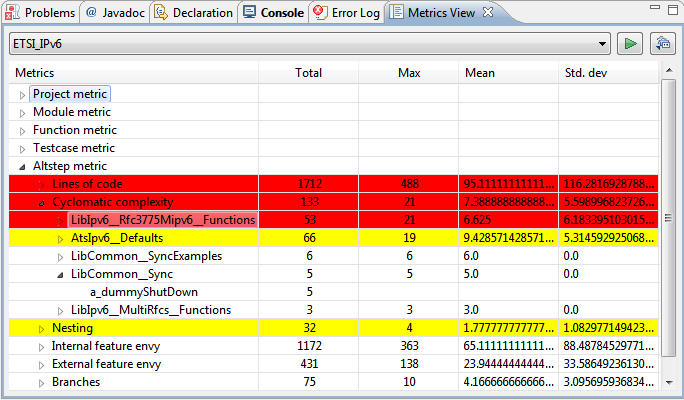 Problems @ Javadoc Declaration Console Error Log Metrics View
ETSI_IPv6
Metrics Total Max Mean Std. dev
Project metric
Module metric
Function metric
Testcase metric
Altstep metric
Lines of code 1712 488 95.11111111111... 116.2816928788...
Cyclomatic complexity 133 21 7.388888888888... 5.598996823726...
LibIpv6__Rfc3775Mipv6__Functions 53 21 6.625 6.183395103015...
AtsIpv6__Defaults 66 19 9.428571428571... 5.314592925068...
LibCommon__SyncExamples 6 6 6.0 0.0
LibCommon__Sync 5 5 5.0 0.0
a_dummyShutDown 5
LibIpv6__MultiRfcs__Functions 3 3 3.0 0.0
Nesting 32 4 1.777777777777... 1.082977149423...
Internal feature envy 1172 363 65.11111111111... 88.48784529771...
External feature envy 431 138 23.94444444444... 33.58649236130...
Branches 75 10 4.166666666666... 3.095695936834...